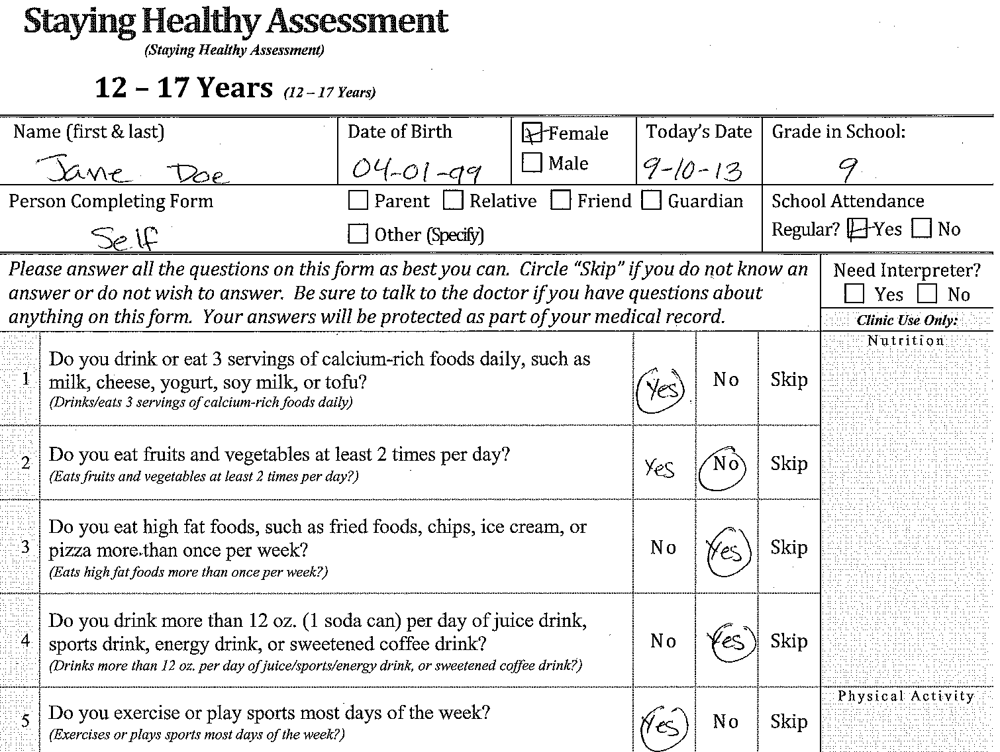 Staying Healthy Assessment
(Staying Healthy Assessment)
12 – 17 Years (12 – 17 Years)
Name (first & last) Date of Birth Female Today's Date Grade in School:
Jane Doe 04-01-99 Male 9-10-13 9
Person Completing Form Parent Relative Friend Guardian School Attendance
Self Other (Specify) Regular? Yes No
Please answer all the questions on this form as best you can. Circle "Skip" if you do not know an Need Interpreter?
answer or do not wish to answer. Be sure to talk to the doctor if you have questions about Yes No
anything on this form. Your answers will be protected as part of your medical record. Clinic Use Only:
Nutrition
Do you drink or eat 3 servings of calcium-rich foods daily, such as
1 milk, cheese, yogurt, soy milk, or tofu? Yes No Skip
(Drinks/eats 3 servings of calcium-rich foods daily)
2 Do you eat fruits and vegetables at least 2 times per day? Yes No Skip
(Eats fruits and vegetables at least 2 times per day?)
Do you eat high fat foods, such as fried foods, chips, ice cream, or
3 pizza more than once per week? No Yes Skip
(Eats high fat foods more than once per week?)
Do you drink more than 12 oz. (1 soda can) per day of juice drink,
4 sports drink, energy drink, or sweetened coffee drink? No Yes Skip
(Drinks more than 12 oz. per day of juice/sports/energy drink, or sweetened coffee drink?)
Physical Activity
5 Do you exercise or play sports most days of the week? Yes No Skip
(Exercises or plays sports most days of the week?)